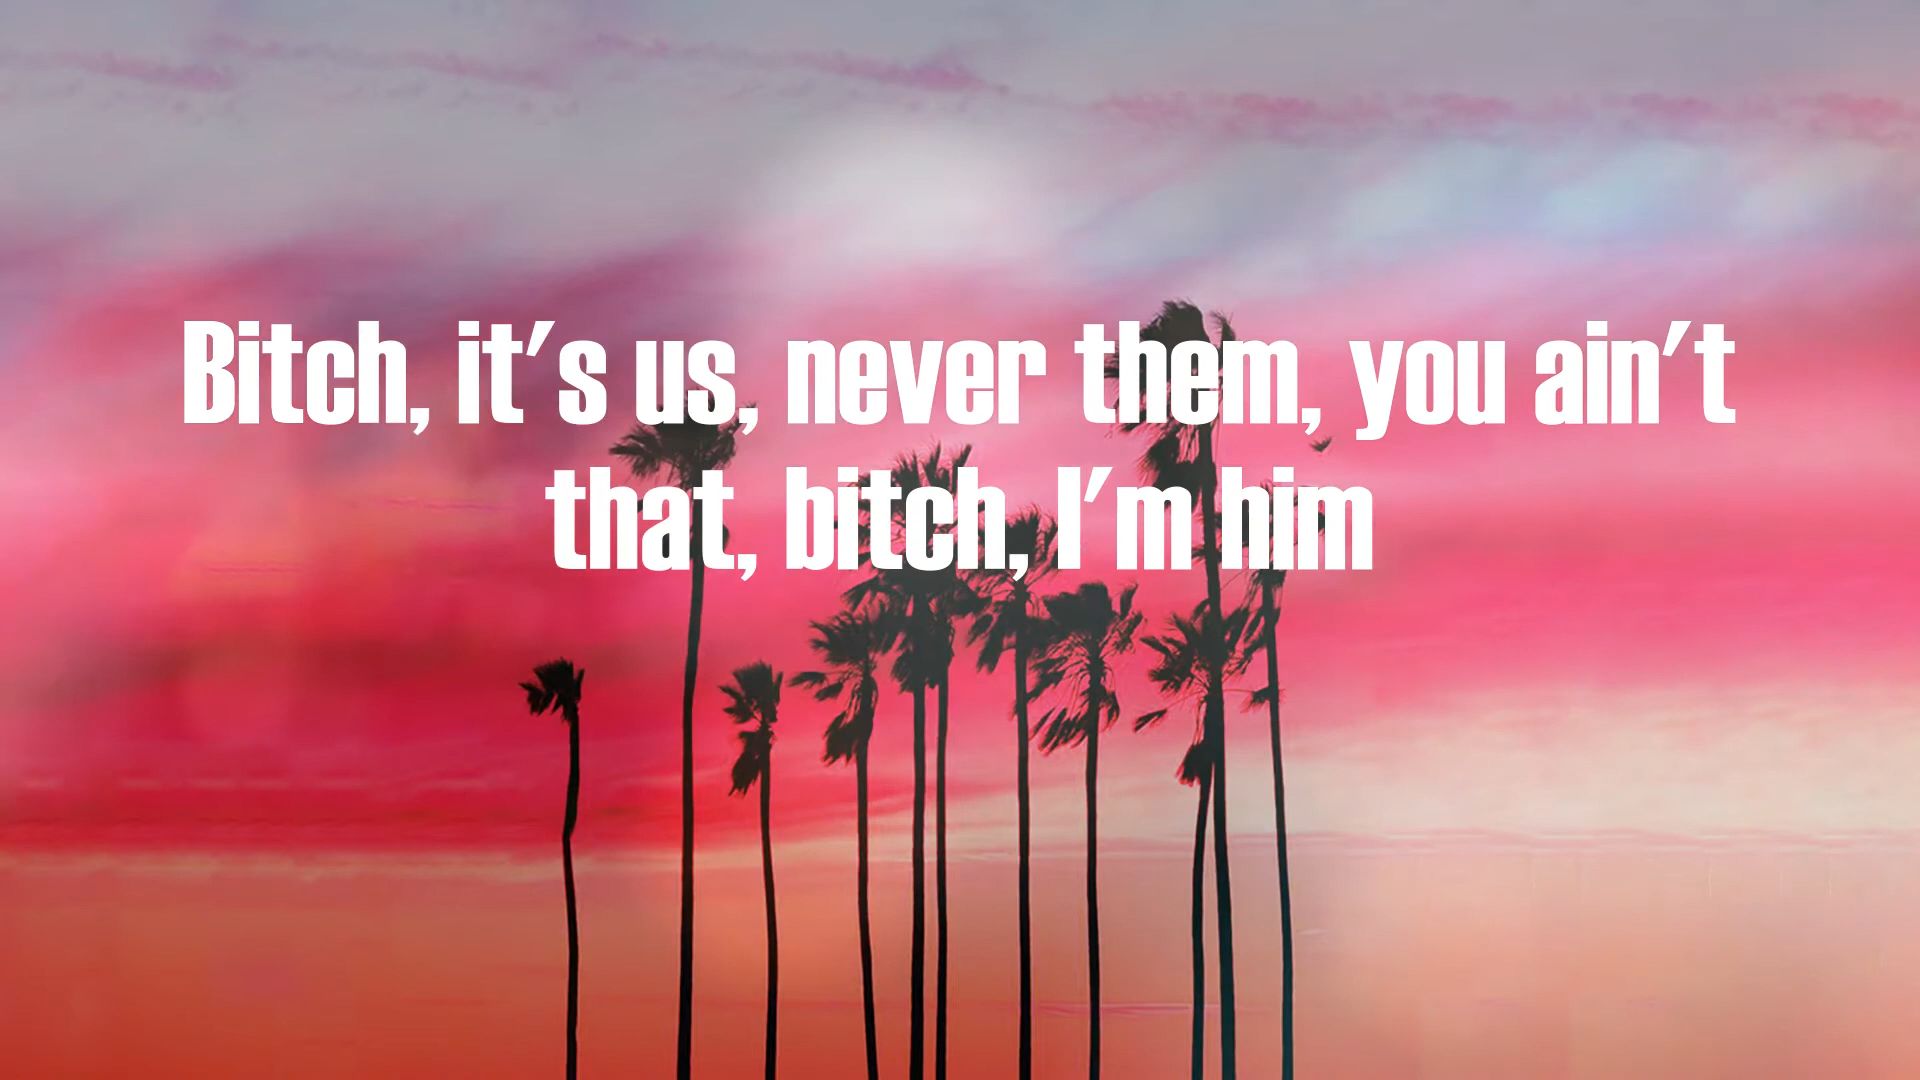 Bitch, it's us, never them, you ain't
that, bitch, I'm him